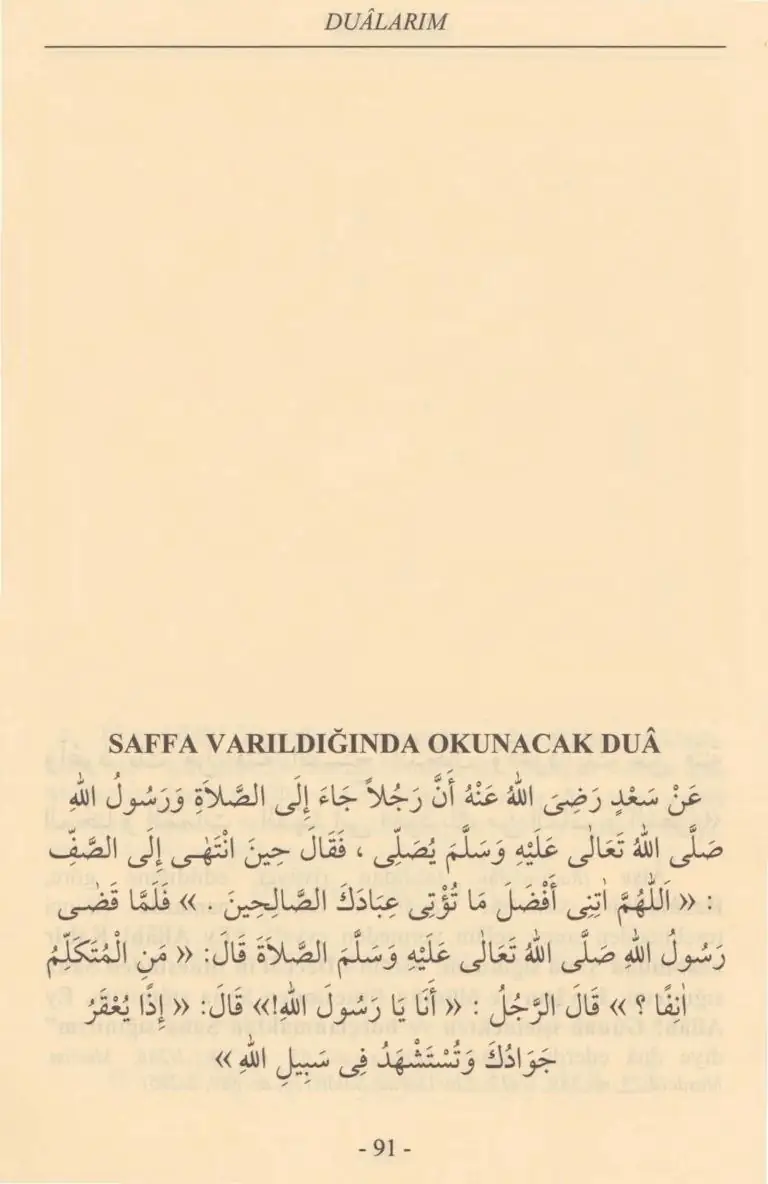 DUÂLARIM
SAFFA VARILDIĞINDA OKUNACAK DUÂ
عَنْ سَعْدٍ رَضِىَ اللهُ عَنْهُ أَنَّ رَجُلاً جَاءَ إِلَى الصَّلاَةِ وَرَسُولُ اللهِ
صَلَّى اللهُ تَعَالٰى عَلَيْهِ وَسَلَّمَ يُصَلِّى ، فَقَالَ حِينَ انْتَهٰـى إِلَى الصَّفِّ
: « اَللّٰهُمَّ اٰتِنِى أَفْضَلَ مَا تُؤْتِى عِبَادَكَ الصَّالِحِينَ . » فَلَمَّا قَضٰـى
رَسُولُ اللهِ صَلَّى اللهُ تَعَالٰى عَلَيْهِ وَسَلَّمَ الصَّلاَةَ قَالَ: « مَنِ الْمُتَكَلِّمُ
اٰنِفًا ؟ » قَالَ الرَّجُلُ : « أَنَا يَا رَسُولَ اللهِ!» قَالَ: « إِذًا يُعْقَرُ
جَوَادُكَ وَتُسْتَشْهَدُ فِى سَبِيلِ اللهِ »
- 91 -